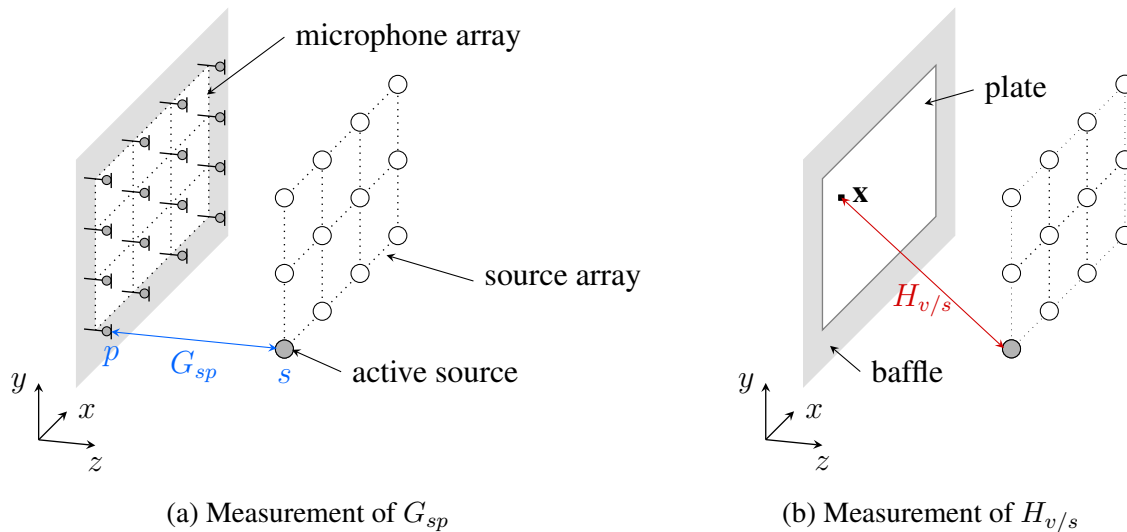 microphone array
source array
p
G_{sp}
s
active source
y
x
z
(a) Measurement of G_{sp}
plate
x
H_{v/s}
baffle
y
x
z
(b) Measurement of H_{v/s}